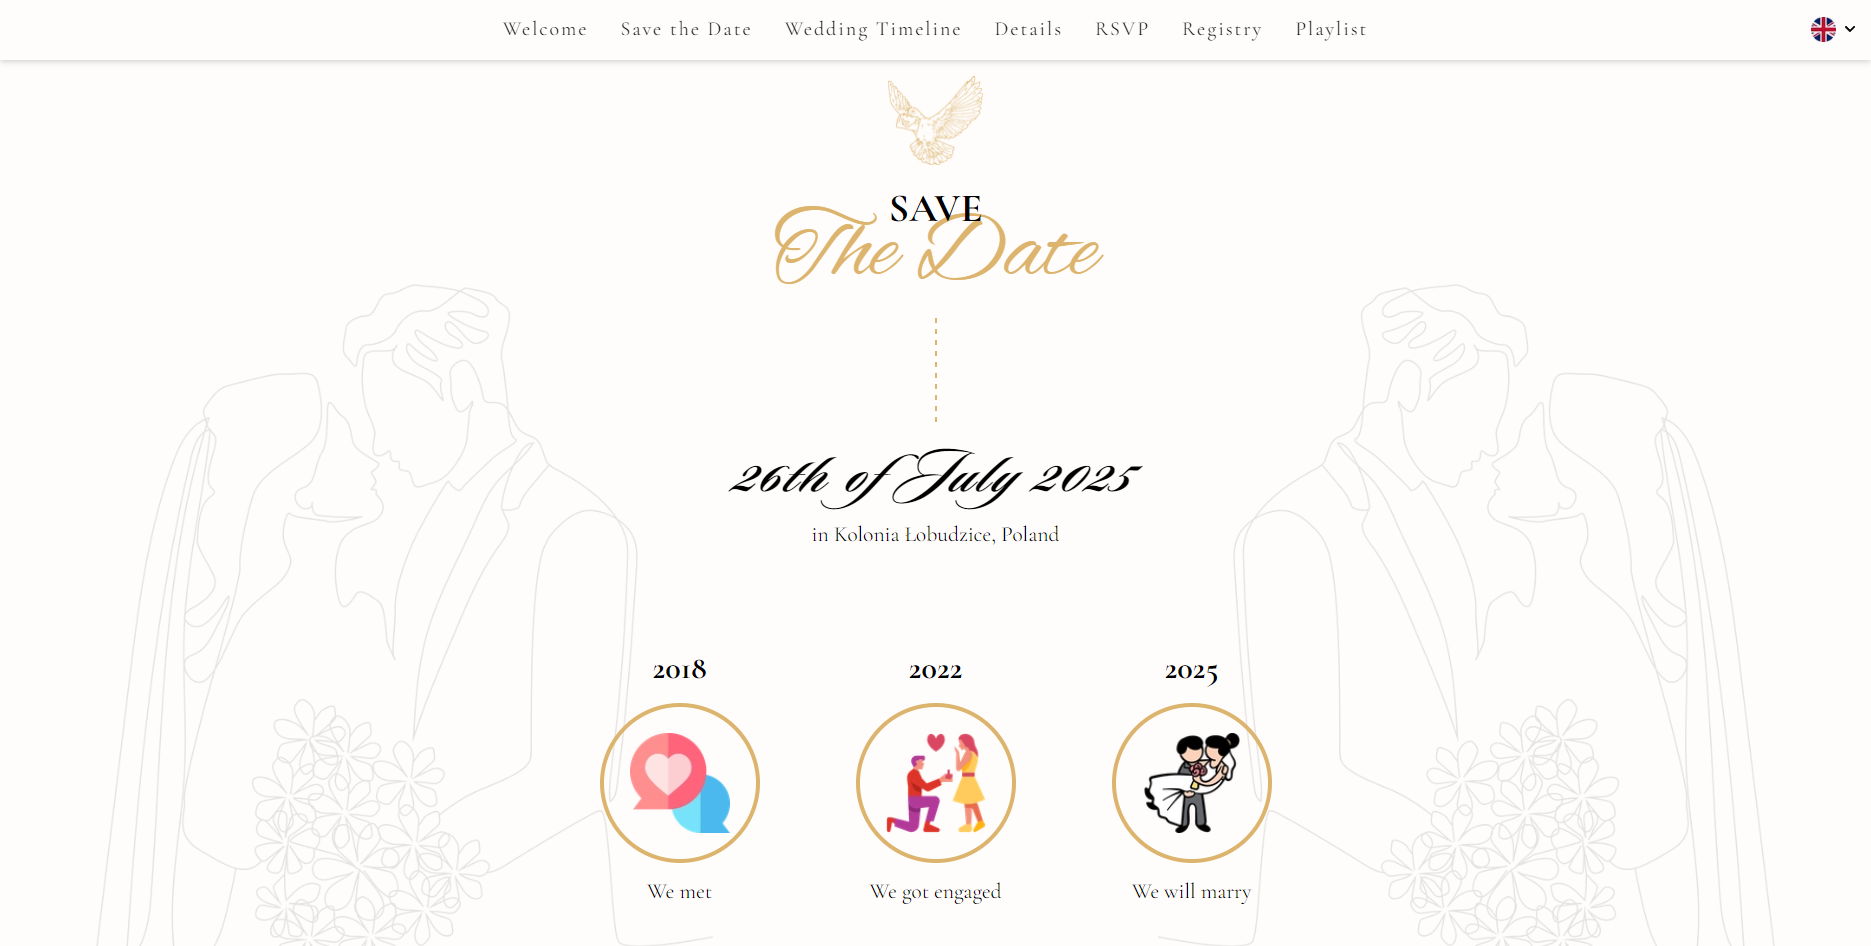 Welcome Save the Date Wedding Timeline Details RSVP Registry Playlist
SAVE
The Date
26th of July 2025
in Kolonia Łobudzice, Poland
2018 2022 2025
We met We got engaged We will marry